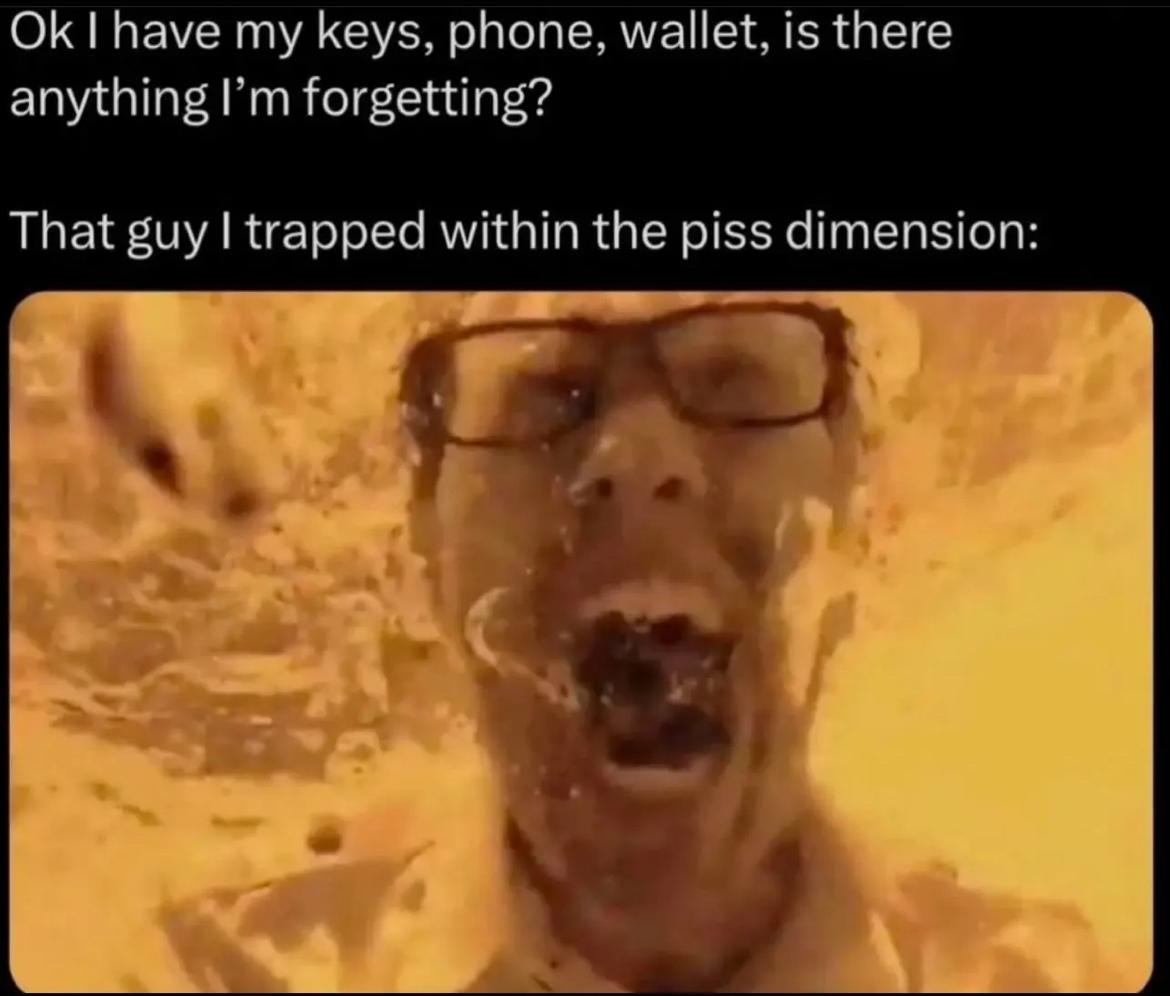 Ok I have my keys, phone, wallet, is there
anything I’m forgetting?
That guy I trapped within the piss dimension: